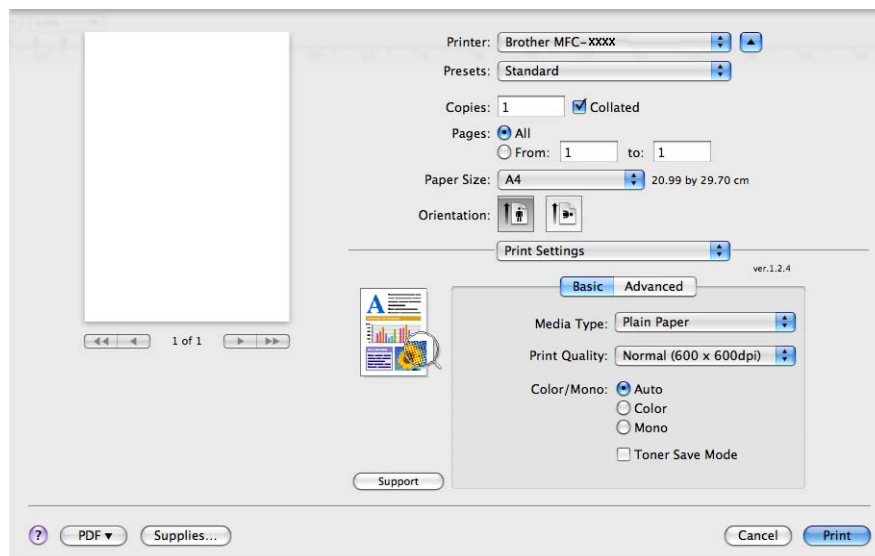 Printer: Brother MFC-XXXX
Presets: Standard
Copies: 1 Collated
Pages: All
From: 1 to: 1
Paper Size: A4 20.99 by 29.70 cm
Orientation:
Print Settings
ver.1.2.4
Basic Advanced
Media Type: Plain Paper
Print Quality: Normal (600 x 600dpi)
Color/Mono: Auto
Color
Mono
Toner Save Mode
1 of 1
A
Support
? PDF Supplies... Cancel Print